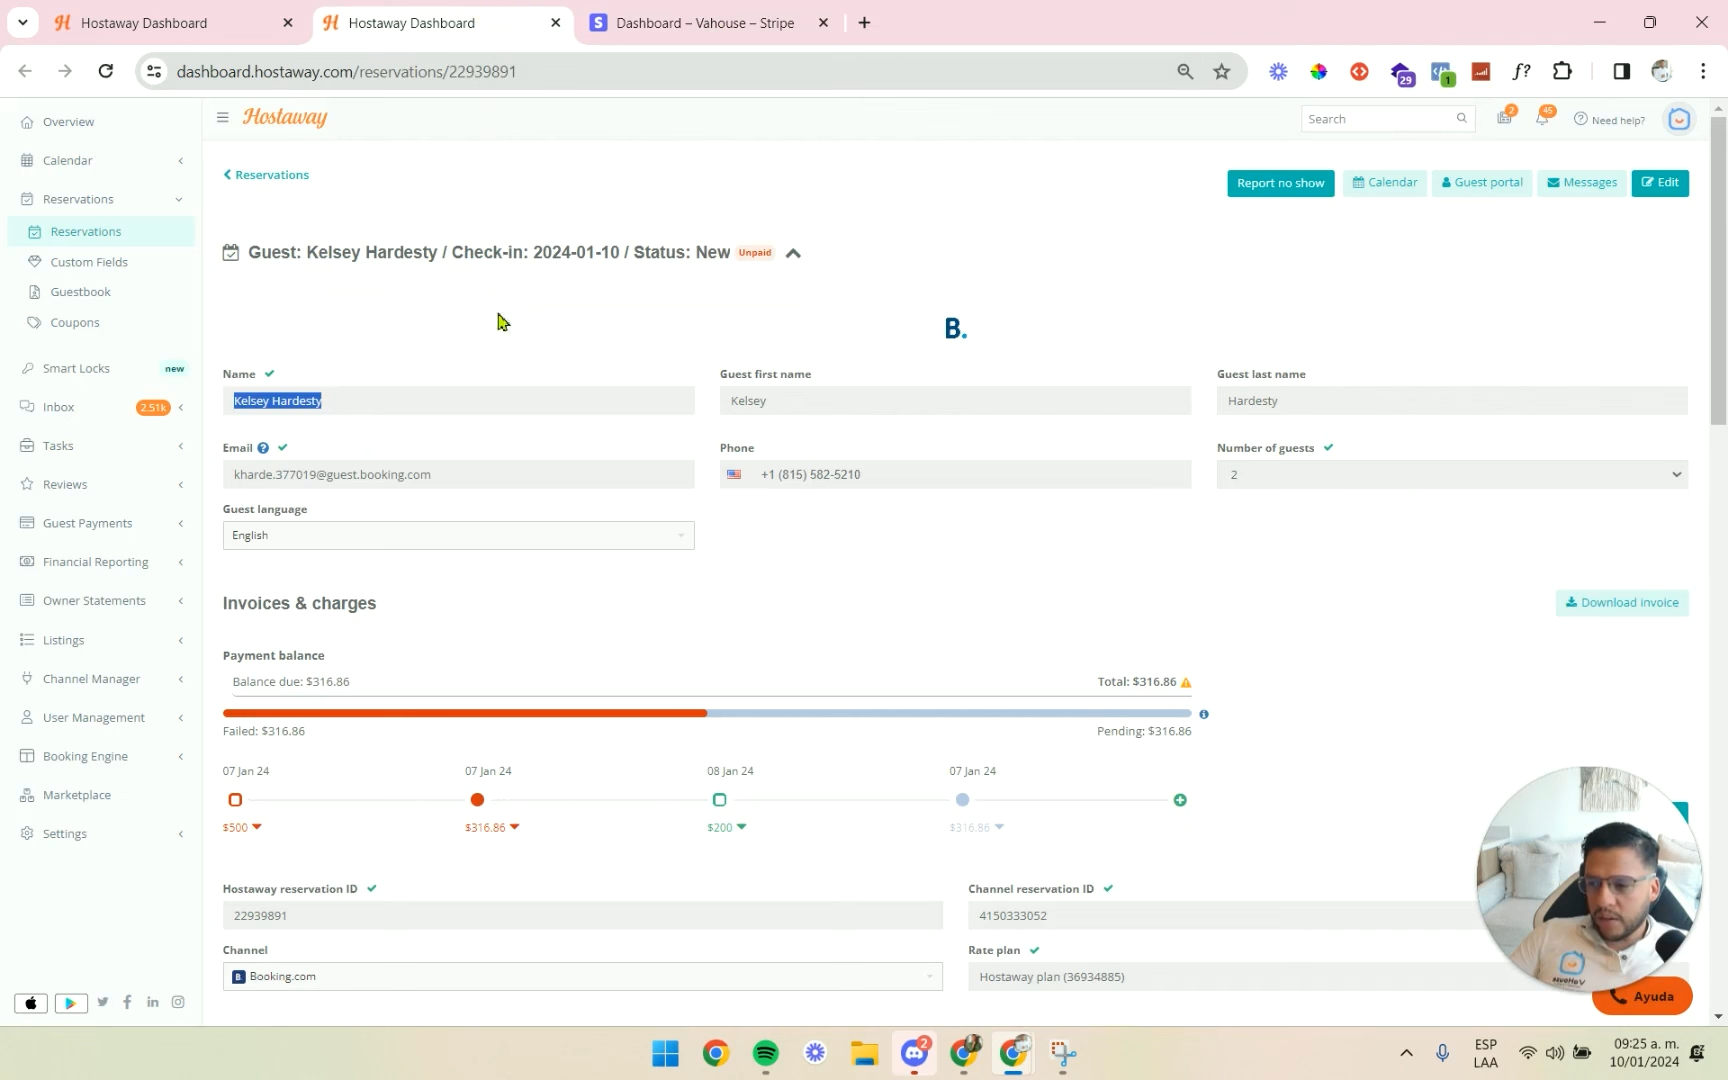 Hostaway Dashboard
Hostaway Dashboard
Dashboard – Vahouse – Stripe
dashboard.hostaway.com/reservations/22939891
29
1
f?
Overview
Calendar
Reservations
Reservations
Custom Fields
Guestbook
Coupons
Smart Locks new
Inbox 2.51k
Tasks
Reviews
Guest Payments
Financial Reporting
Owner Statements
Listings
Channel Manager
User Management
Booking Engine
Marketplace
Settings
Hostaway
Search
2
45
Need help?
Reservations
Report no show
Calendar
Guest portal
Messages
Edit
Guest: Kelsey Hardesty / Check-in: 2024-01-10 / Status: New Unpaid
B.
Name
Guest first name
Guest last name
Kelsey Hardesty
Kelsey
Hardesty
Email
Phone
Number of guests
kharde.377019@guest.booking.com
+1 (815) 582-5210
2
Guest language
English
Invoices & charges
Download invoice
Payment balance
Balance due: $316.86
Total: $316.86
Failed: $316.86
Pending: $316.86
07 Jan 24
07 Jan 24
08 Jan 24
07 Jan 24
$500
$316.86
$200
$316.86
Hostaway reservation ID
Channel reservation ID
22939891
4150333052
Channel
Rate plan
B Booking.com
Hostaway plan (36934885)
Ayuda
2
ESP
LAA
09:25 a. m.
10/01/2024